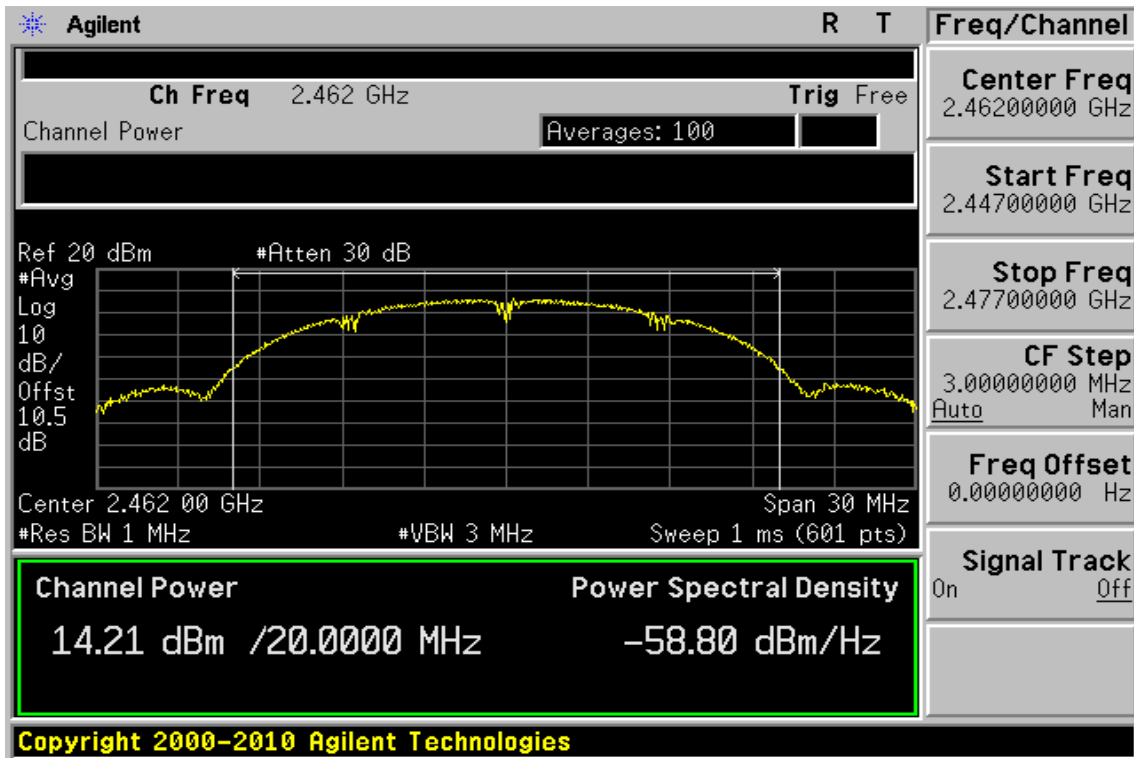 Agilent R T Freq/Channel
Ch Freq 2.462 GHz Trig Free
Channel Power Averages: 100
Center Freq
2.46200000 GHz
Start Freq
2.44700000 GHz
Stop Freq
2.47700000 GHz
CF Step
3.00000000 MHz
Auto Man
Freq Offset
0.00000000 Hz
Signal Track
On Off
Ref 20 dBm #Atten 30 dB
#Avg
Log
10
dB/
Offst
10.5
dB
Center 2.462 00 GHz Span 30 MHz
#Res BW 1 MHz #VBW 3 MHz Sweep 1 ms (601 pts)
Channel Power Power Spectral Density
14.21 dBm /20.0000 MHz -58.80 dBm/Hz
Copyright 2000-2010 Agilent Technologies